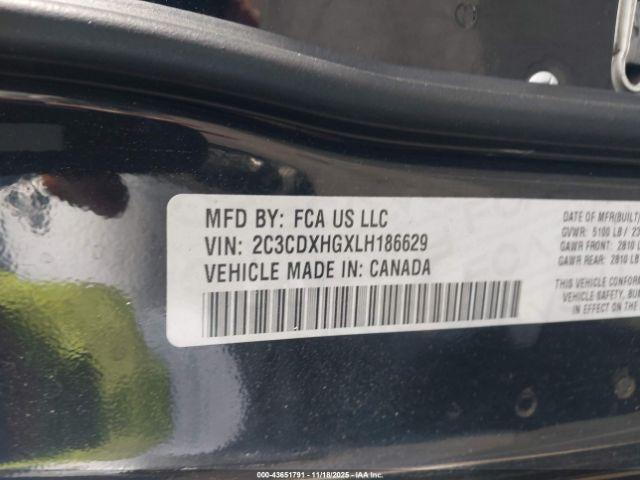 MFD BY: FCA US LLC
VIN: 2C3CDXHGXLH186629
VEHICLE MADE IN: CANADA
DATE OF MFR(BUILT)
GVWR: 5100 LB / 23
GAWR FRONT: 2810 L
GAWR REAR: 2810 LB
THIS VEHICLE CONFORM
VEHICLE SAFETY, BUM
IN EFFECT ON THE
000-43651791 - 11/18/2025 - IAA Inc.